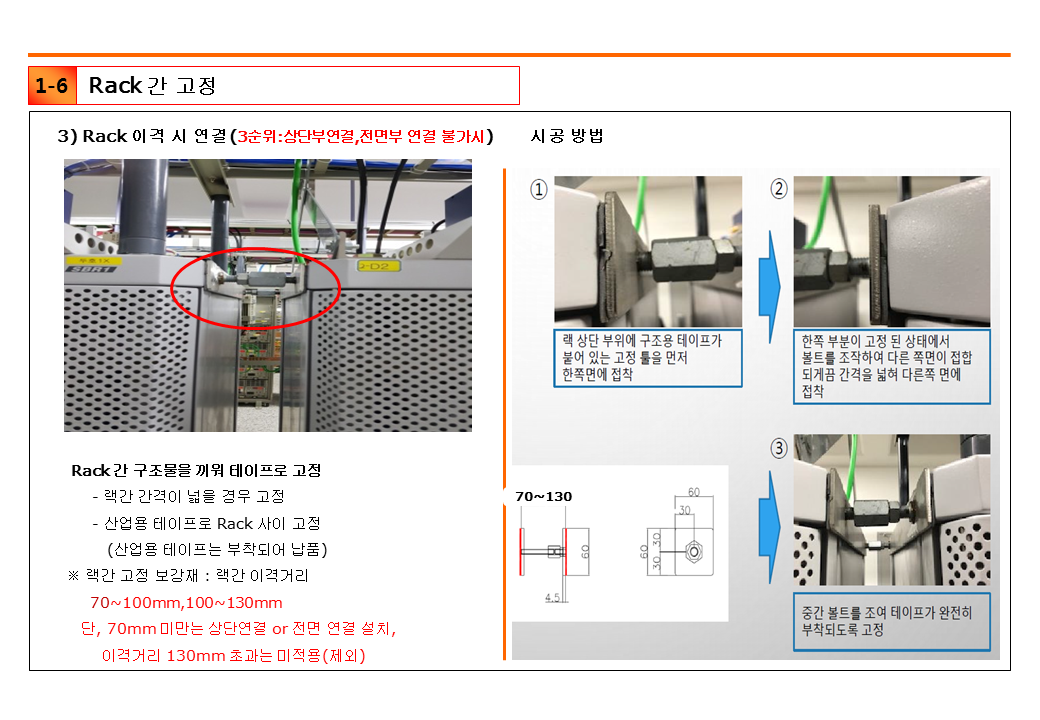 1-6 Rack 간 고정
3) Rack 이격 시 연결(3순위:상단부연결,전면부 연결 불가시)
시공 방법
우측1X
SBR1
-D2
Rack 간 구조물을 끼워 테이프로 고정
- 랙간 간격이 넓을 경우 고정
- 산업용 테이프로 Rack 사이 고정
(산업용 테이프는 부착되어 납품)
※ 랙간 고정 보강재 : 랙간 이격거리
70~100mm,100~130mm
단, 70mm 미만는 상단연결 or 전면 연결 설치,
이격거리 130mm 초과는 미적용(제외)
①
랙 상단 부위에 구조용 테이프가
붙어 있는 고정 툴을 먼저
한쪽면에 접착
②
한쪽 부분이 고정 된 상태에서
볼트를 조작하여 다른 쪽면이 접합
되게끔 간격을 넓혀 다른쪽 면에
접착
70~130
60
4.5
60
30
60
30
30
③
중간 볼트를 조여 테이프가 완전히
부착되도록 고정